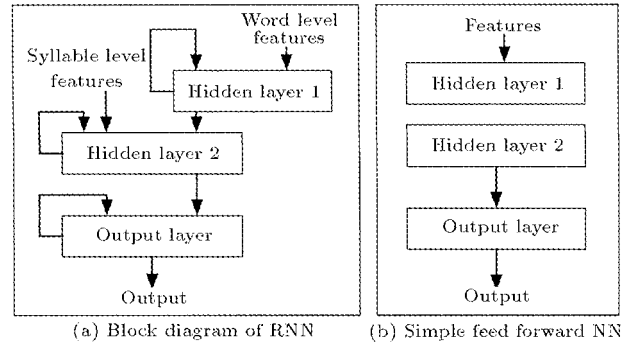 Word level
features
Syllable level
features
Hidden layer 1
Hidden layer 2
Output layer
Output
(a) Block diagram of RNN
Features
Hidden layer 1
Hidden layer 2
Output layer
Output
(b) Simple feed forward NN